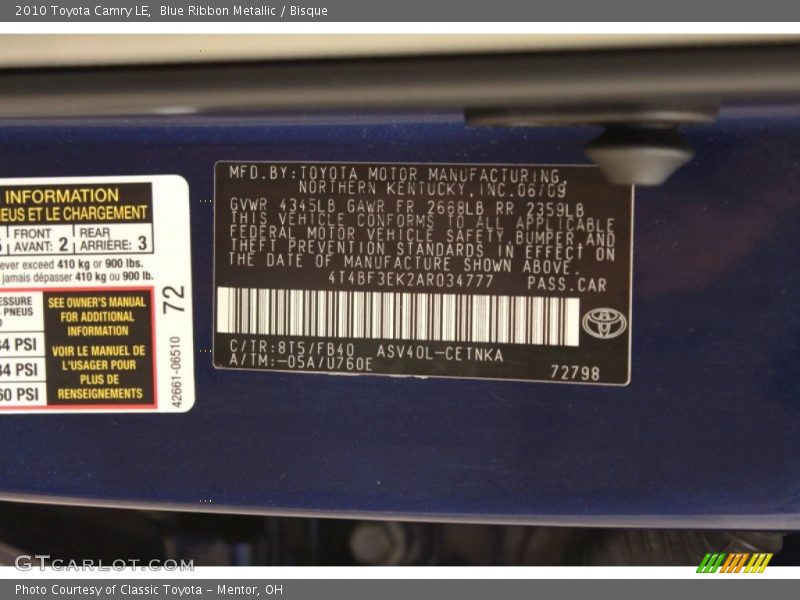 2010 Toyota Camry LE, Blue Ribbon Metallic / Bisque
INFORMATION
EUS ET LE CHARGEMENT
FRONT
AVANT: 2
REAR
ARRIÈRE: 3
ever exceed 410 kg or 900 lbs.
jamais dépasser 410 kg ou 900 lb.
ESSURE
PNEUS
34 PSI
34 PSI
60 PSI
SEE OWNER'S MANUAL
FOR ADDITIONAL
INFORMATION
VOIR LE MANUEL DE
L'USAGER POUR
PLUS DE
RENSEIGNEMENTS
72
42661-06510
MFD.BY:TOYOTA MOTOR MANUFACTURING,
NORTHERN KENTUCKY,INC.06/09
GVWR 4345LB GAWR FR 2668LB RR 2359LB
THIS VEHICLE CONFORMS TO ALL APPLICABLE
FEDERAL MOTOR VEHICLE SAFETY,BUMPER AND
THEFT PREVENTION STANDARDS IN EFFECT ON
THE DATE OF MANUFACTURE SHOWN ABOVE.
4T4BF3EK2AR034777 PASS.CAR
C/TR:8T5/FB40 ASV40L-CETNKA
A/TM:-05A/U760E
72798
GTCARLOT.COM
Photo Courtesy of Classic Toyota - Mentor, OH